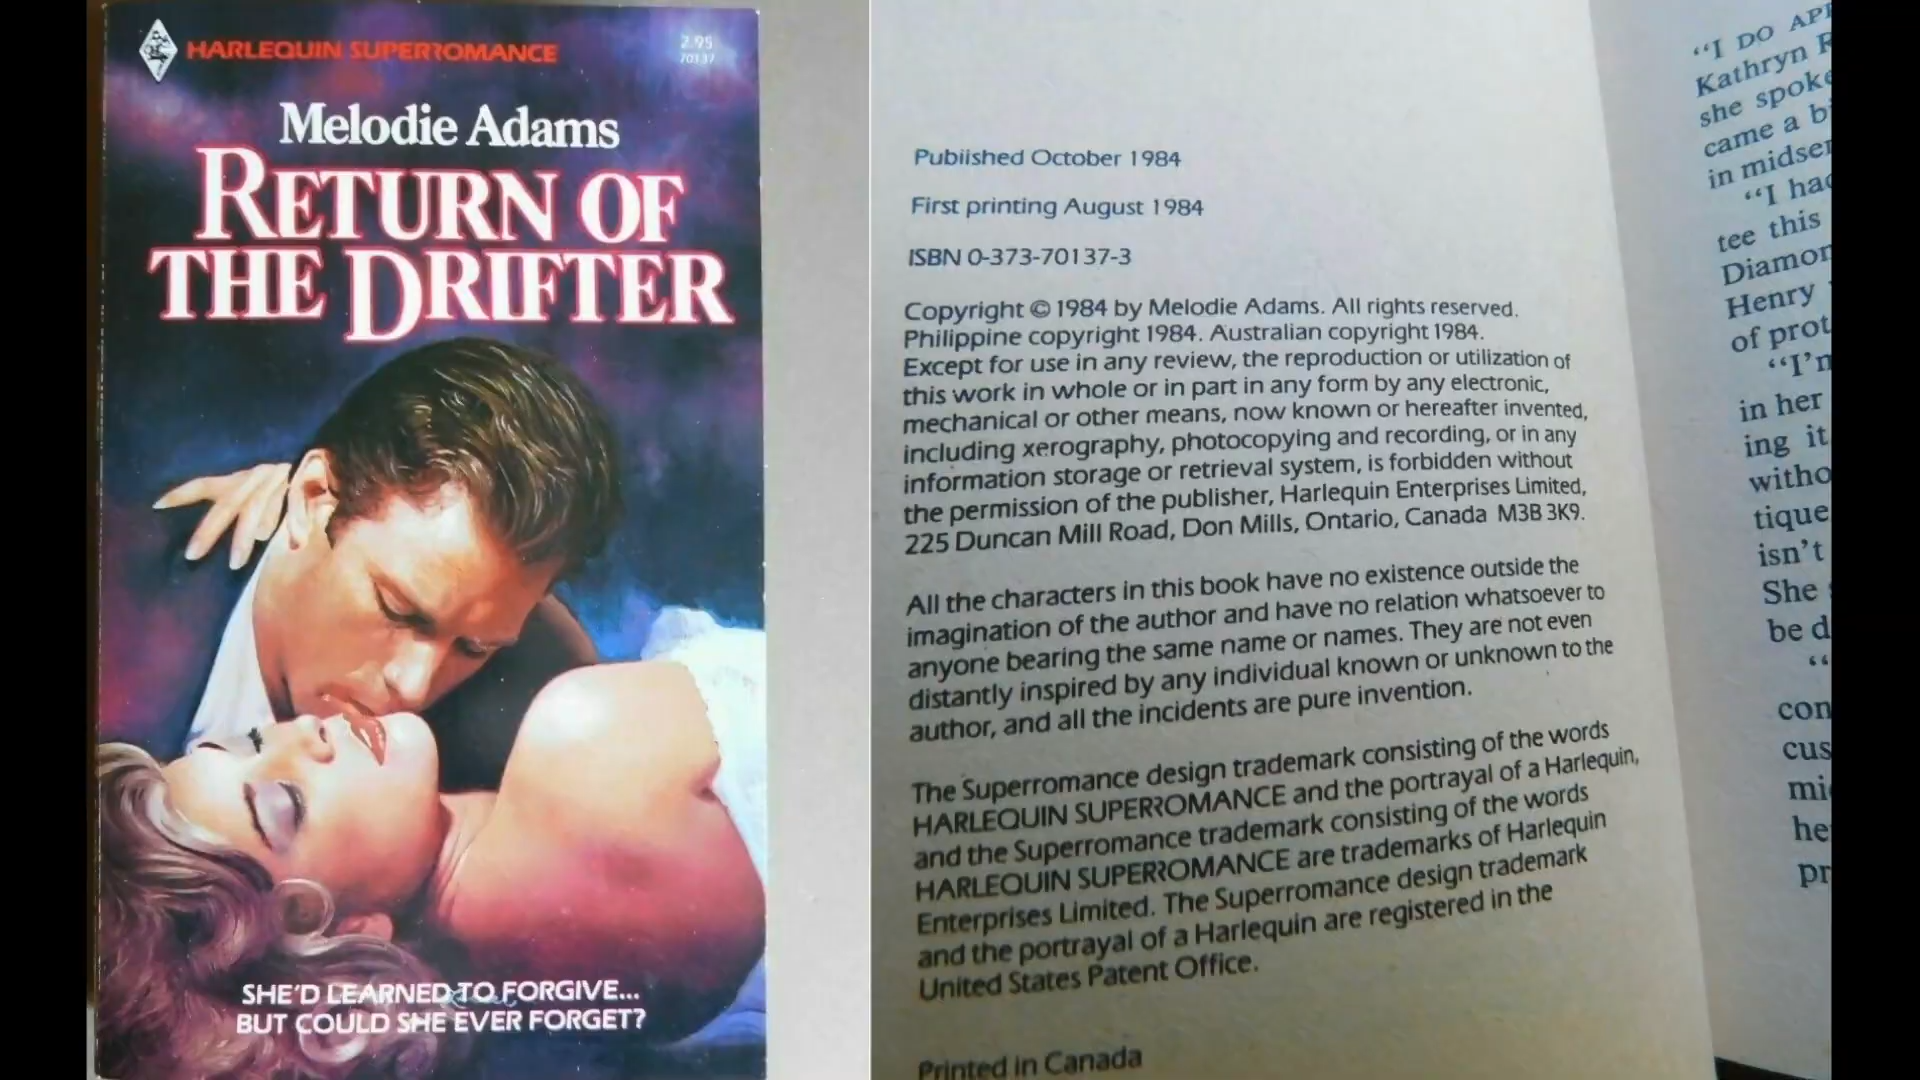 HARLEQUIN SUPERROMANCE
2.95
70137
Melodie Adams
RETURN OF
THE DRIFTER
SHE'D LEARNED TO FORGIVE...
BUT COULD SHE EVER FORGET?
Published October 1984
First printing August 1984
ISBN 0-373-70137-3
Copyright © 1984 by Melodie Adams. All rights reserved.
Philippine copyright 1984. Australian copyright 1984.
Except for use in any review, the reproduction or utilization of
this work in whole or in part in any form by any electronic,
mechanical or other means, now known or hereafter invented,
including xerography, photocopying and recording, or in any
information storage or retrieval system, is forbidden without
the permission of the publisher, Harlequin Enterprises Limited,
225 Duncan Mill Road, Don Mills, Ontario, Canada M3B 3K9.
All the characters in this book have no existence outside the
imagination of the author and have no relation whatsoever to
anyone bearing the same name or names. They are not even
distantly inspired by any individual known or unknown to the
author, and all the incidents are pure invention.
The Superromance design trademark consisting of the words
HARLEQUIN SUPERROMANCE and the portrayal of a Harlequin,
and the Superromance trademark consisting of the words
HARLEQUIN SUPERROMANCE are trademarks of Harlequin
Enterprises Limited. The Superromance design trademark
and the portrayal of a Harlequin are registered in the
United States Patent Office.
Printed in Canada
“I DO AP
Kathryn R
she spoke
came a b
in midser
“I had
tee this
Diamon
Henry
of prot
“I'm
in her
ing it
witho
tique
isn't
She
be d
“
con
cus
mi
he
pr